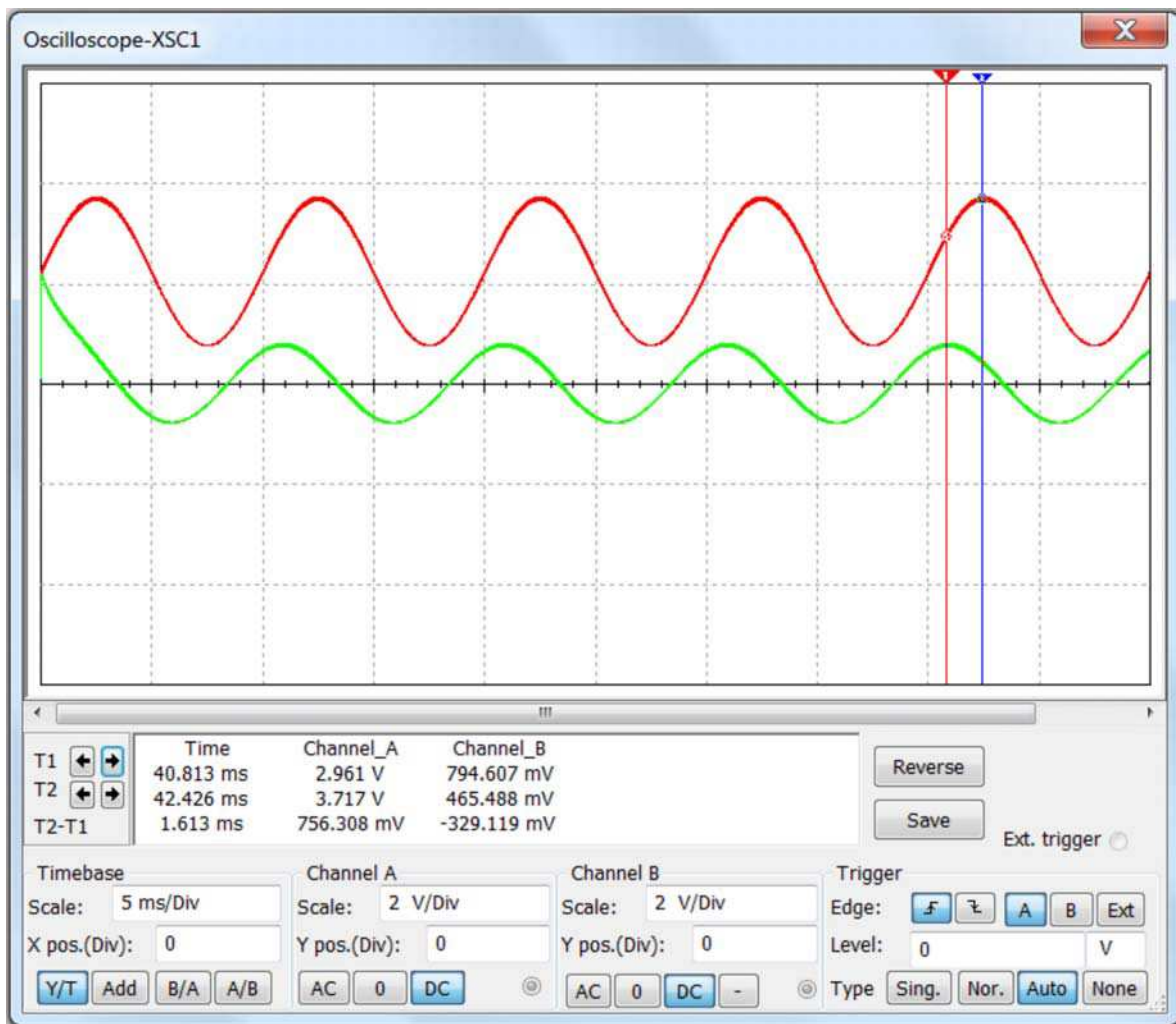 Oscilloscope-XSC1
Time Channel_A Channel_B
T1 40.813 ms 2.961 V 794.607 mV
T2 42.426 ms 3.717 V 465.488 mV
T2-T1 1.613 ms 756.308 mV -329.119 mV
Reverse
Save
Ext. trigger
Timebase
Scale: 5 ms/Div
X pos.(Div): 0
Y/T Add B/A A/B
Channel A
Scale: 2 V/Div
Y pos.(Div): 0
AC 0 DC
Channel B
Scale: 2 V/Div
Y pos.(Div): 0
AC 0 DC -
Trigger
Edge: A B Ext
Level: 0 V
Type Sing. Nor. Auto None